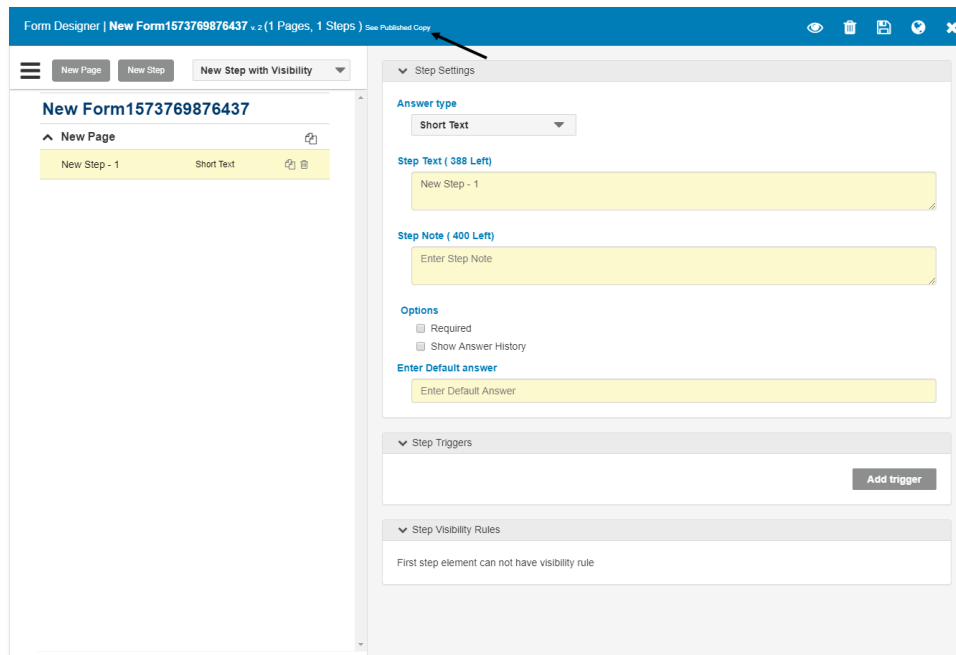 Form Designer | New Form1573769876437 v. 2 (1 Pages, 1 Steps ) See Published Copy
New Page New Step New Step with Visibility
New Form1573769876437
New Page
New Step - 1 Short Text
Step Settings
Answer type
Short Text
Step Text ( 388 Left)
New Step - 1
Step Note ( 400 Left)
Enter Step Note
Options
Required
Show Answer History
Enter Default answer
Enter Default Answer
Step Triggers
Add trigger
Step Visibility Rules
First step element can not have visibility rule